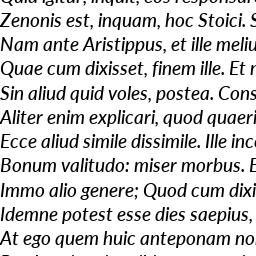 Quid igitur, inquit, eos responsur
Zenonis est, inquam, hoc Stoici. S
Nam ante Aristippus, et ille meliu
Quae cum dixisset, finem ille. Et n
Sin aliud quid voles, postea. Cons
Aliter enim explicari, quod quaeri
Ecce aliud simile dissimile. Ille inc
Bonum valitudo: miser morbus. E
Immo alio genere; Quod cum dixi
Idemne potest esse dies saepius,
At ego quem huic anteponam no